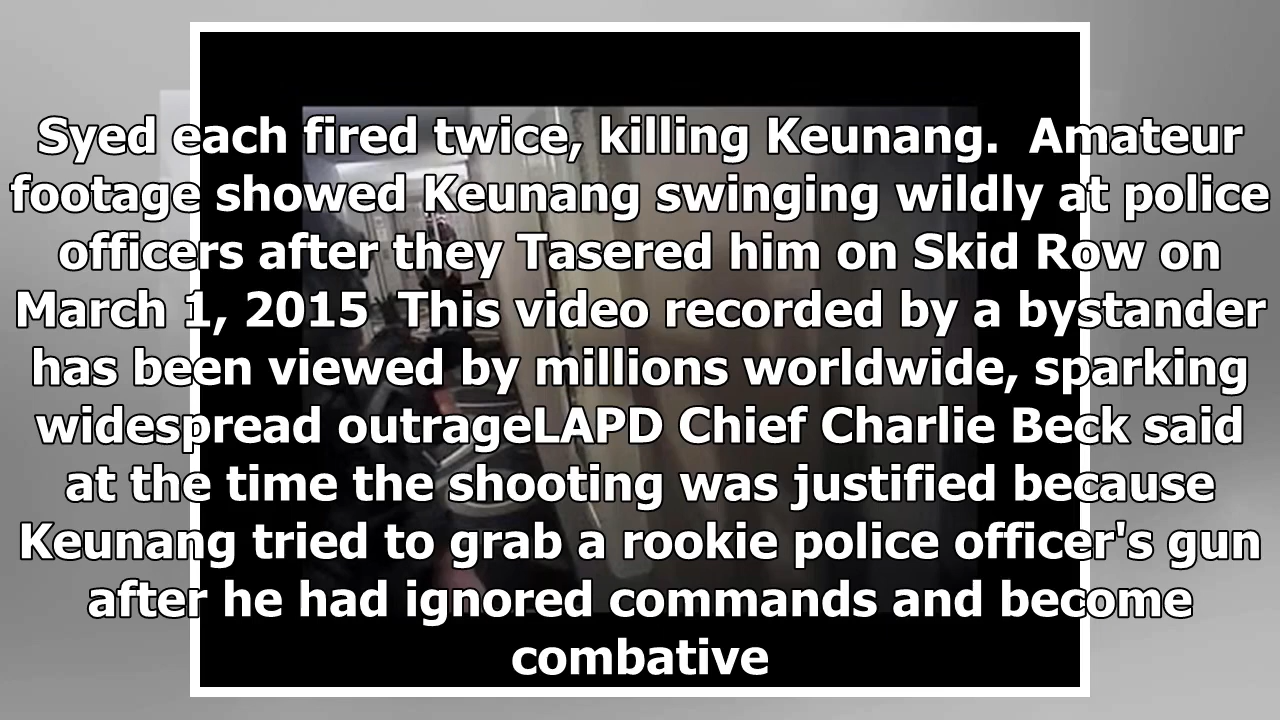 Syed each fired twice, killing Keunang.  Amateur
footage showed Keunang swinging wildly at police
officers after they Tasered him on Skid Row on
March 1, 2015  This video recorded by a bystander
has been viewed by millions worldwide, sparking
widespread outrageLAPD Chief Charlie Beck said
at the time the shooting was justified because
Keunang tried to grab a rookie police officer's gun
after he had ignored commands and become
combative